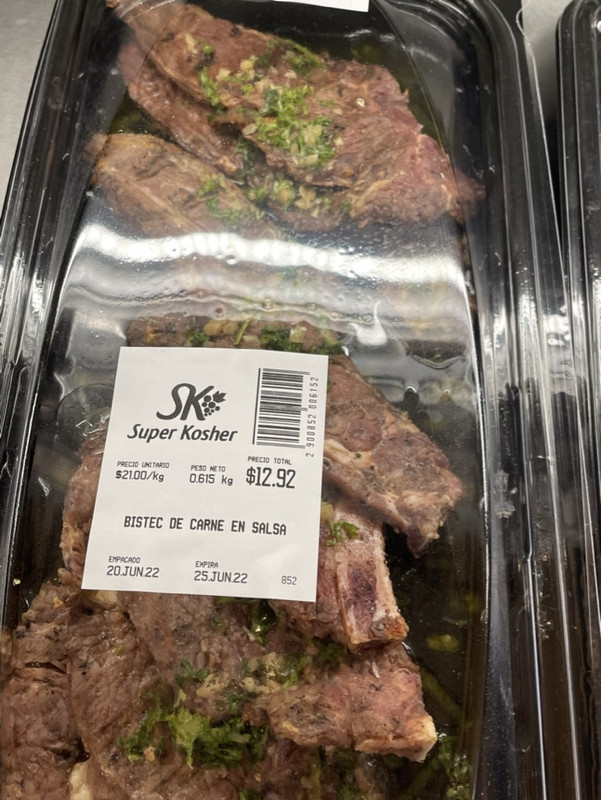 SK
Super Kosher
2 900852 006152
PRECIO UNITARIO PESO NETO PRECIO TOTAL
$21.00/kg 0.615 kg $12.92
BISTEC DE CARNE EN SALSA
EMPACADO EXPIRA
20.JUN.22 25.JUN.22 852